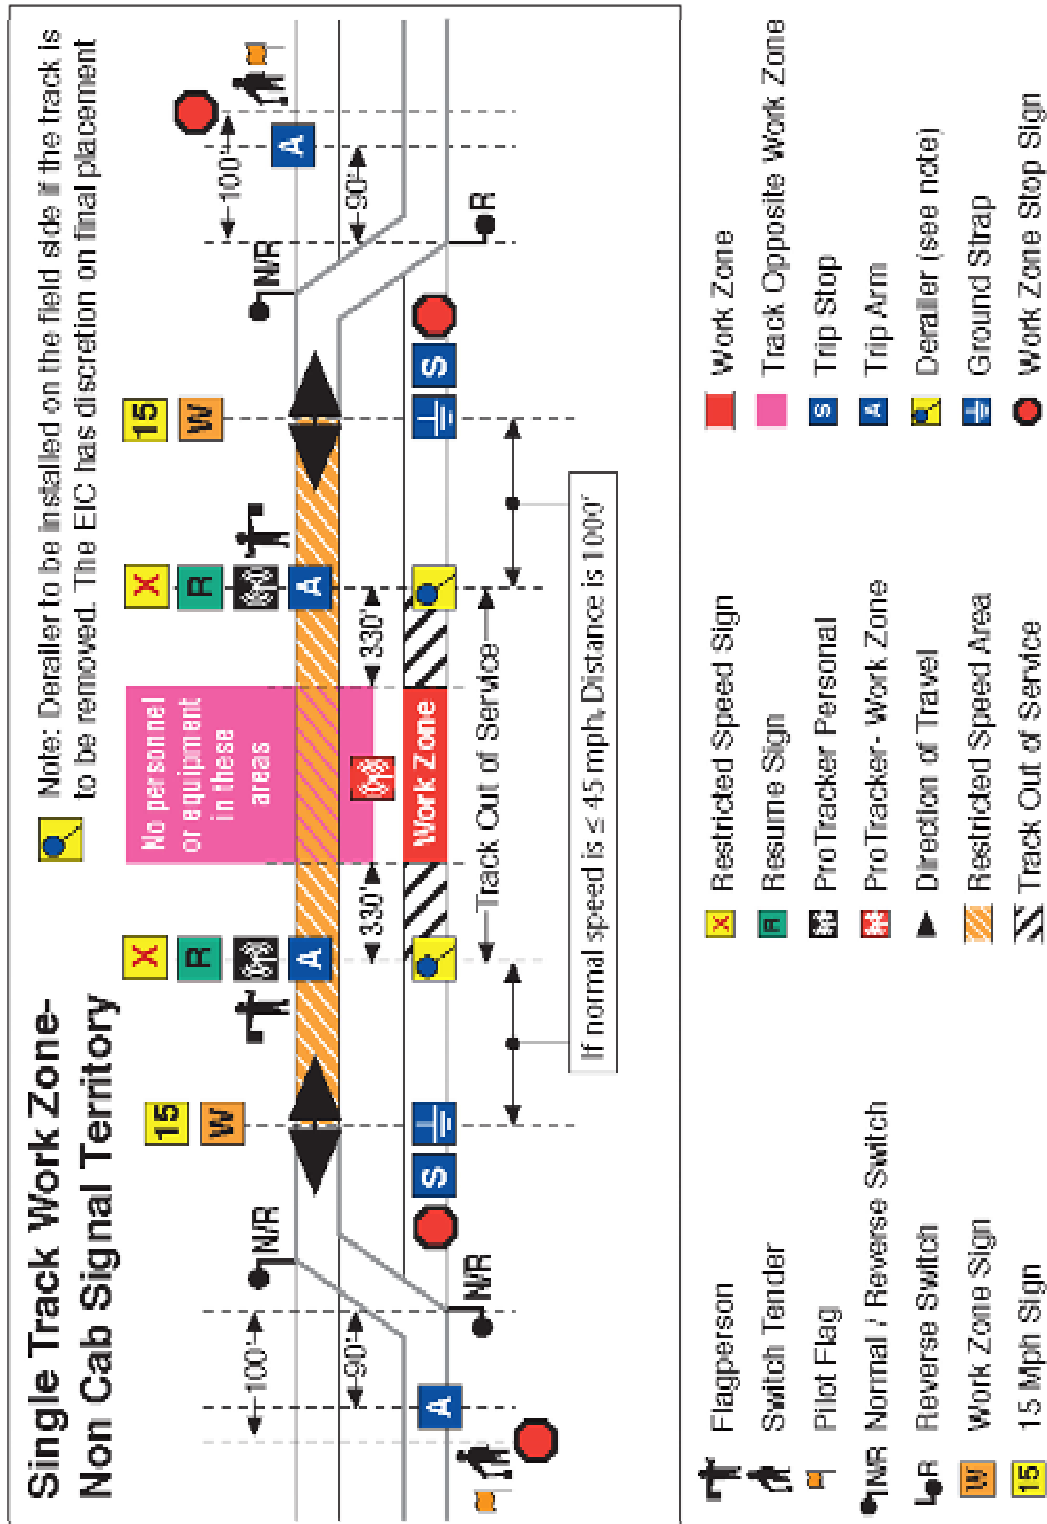 Single Track Work Zone-
Non Cab Signal Territory
Note: Derailer to be installed on the field side if the track is
to be removed. The EIC has discretion on final placement
15
W
X
R
X
R
15
W
No personnel
or equipment
in these
areas
100'
N/R
A
A
N/R
100'
A
90'
330'
330'
90'
Work Zone
A
S
S
N/R
Track Out of Service
R
If normal speed is ≤ 45 mph, Distance is 1000'
Flagperson
Switch Tender
Pilot Flag
N/R Normal / Reverse Switch
R Reverse Switch
W Work Zone Sign
15 15 Mph Sign
X Restricted Speed Sign
R Resume Sign
ProTracker Personal
ProTracker- Work Zone
Direction of Travel
Restricted Speed Area
Track Out of Service
Work Zone
Track Opposite Work Zone
S Trip Stop
A Trip Arm
Derailer (see note)
Ground Strap
Work Zone Stop Sign